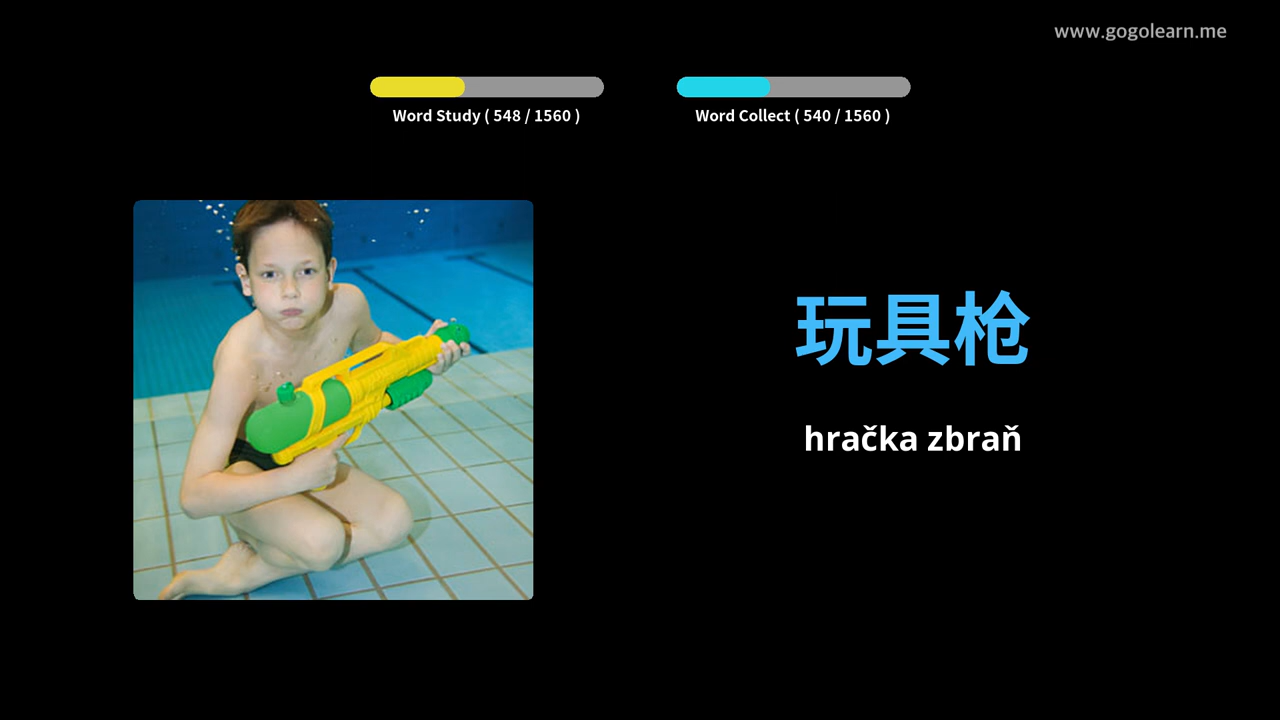 www.gogolearn.me
Word Study ( 548 / 1560 )
Word Collect ( 540 / 1560 )
玩具枪
hračka zbraň